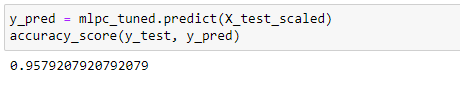 y_pred = mlpc_tuned.predict(X_test_scaled)
accuracy_score(y_test, y_pred)
0.9579207920792079